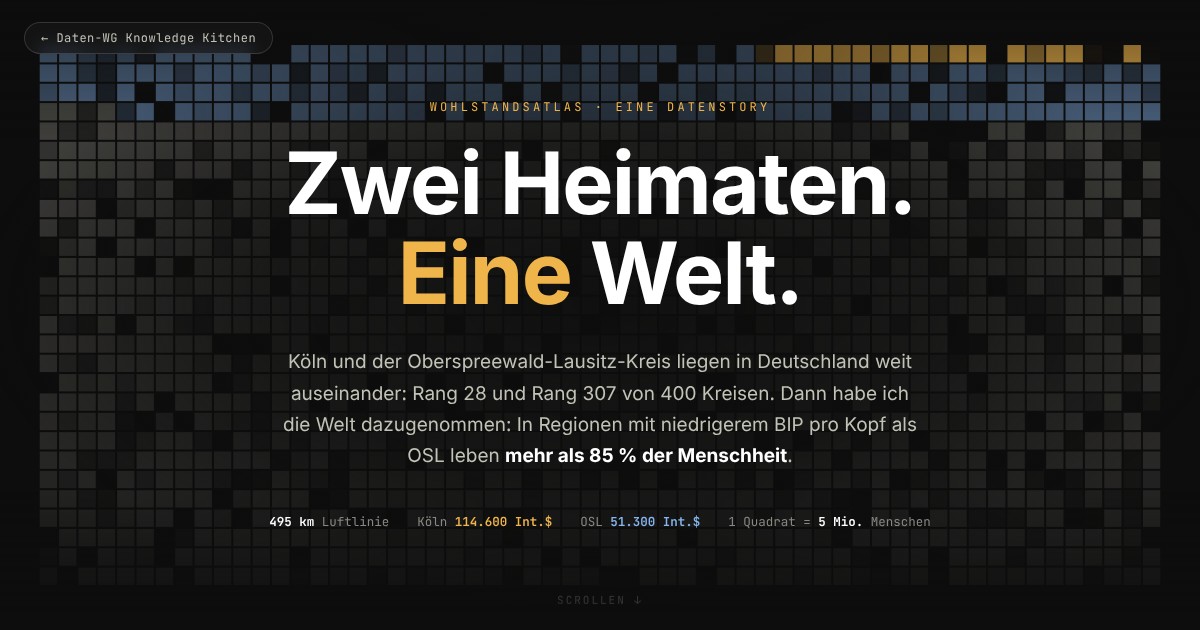 ← Daten-WG Knowledge Kitchen
WOHLSTANDSATLAS · EINE DATENSTORY
Zwei Heimaten.
Eine Welt.
Köln und der Oberspreewald-Lausitz-Kreis liegen in Deutschland weit
auseinander: Rang 28 und Rang 307 von 400 Kreisen. Dann habe ich
die Welt dazugenommen: In Regionen mit niedrigerem BIP pro Kopf als
OSL leben mehr als 85 % der Menschheit.
495 km Luftlinie Köln 114.600 Int.$ OSL 51.300 Int.$ 1 Quadrat = 5 Mio. Menschen
SCROLLEN ↓